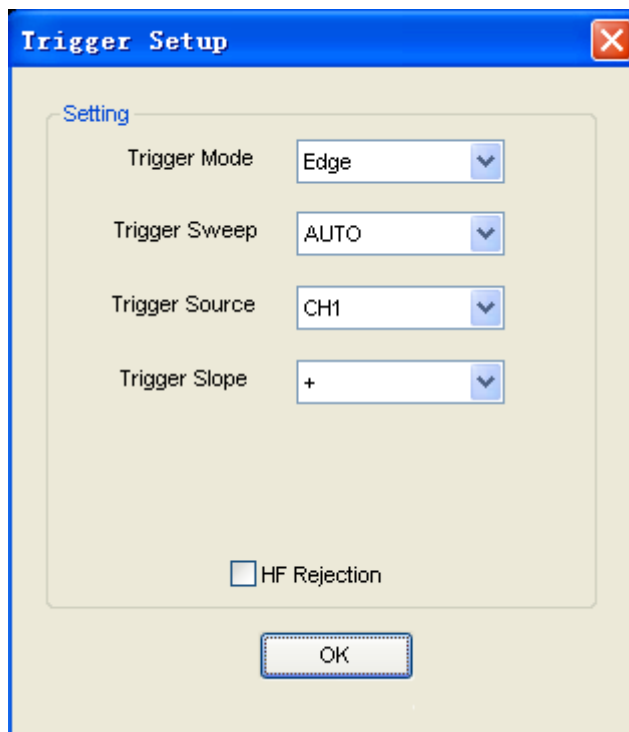 Trigger Setup
Setting
Trigger Mode Edge
Trigger Sweep AUTO
Trigger Source CH1
Trigger Slope +
HF Rejection
OK